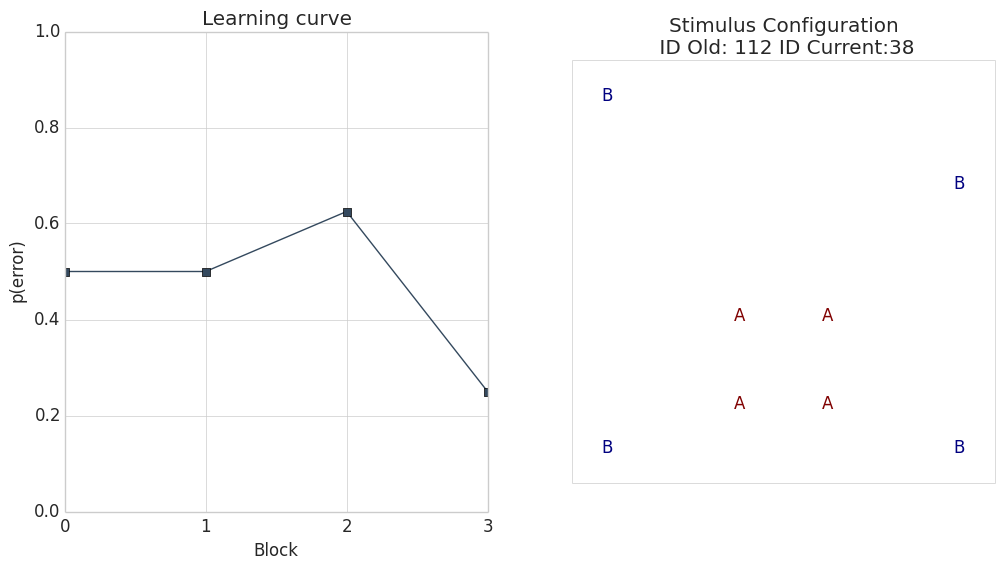 Learning curve
1.0
0.8
0.6
0.4
0.2
0.0
0 1 2 3
p(error)
Block
Stimulus Configuration
ID Old: 112 ID Current:38
B
B
A A
A A
B B